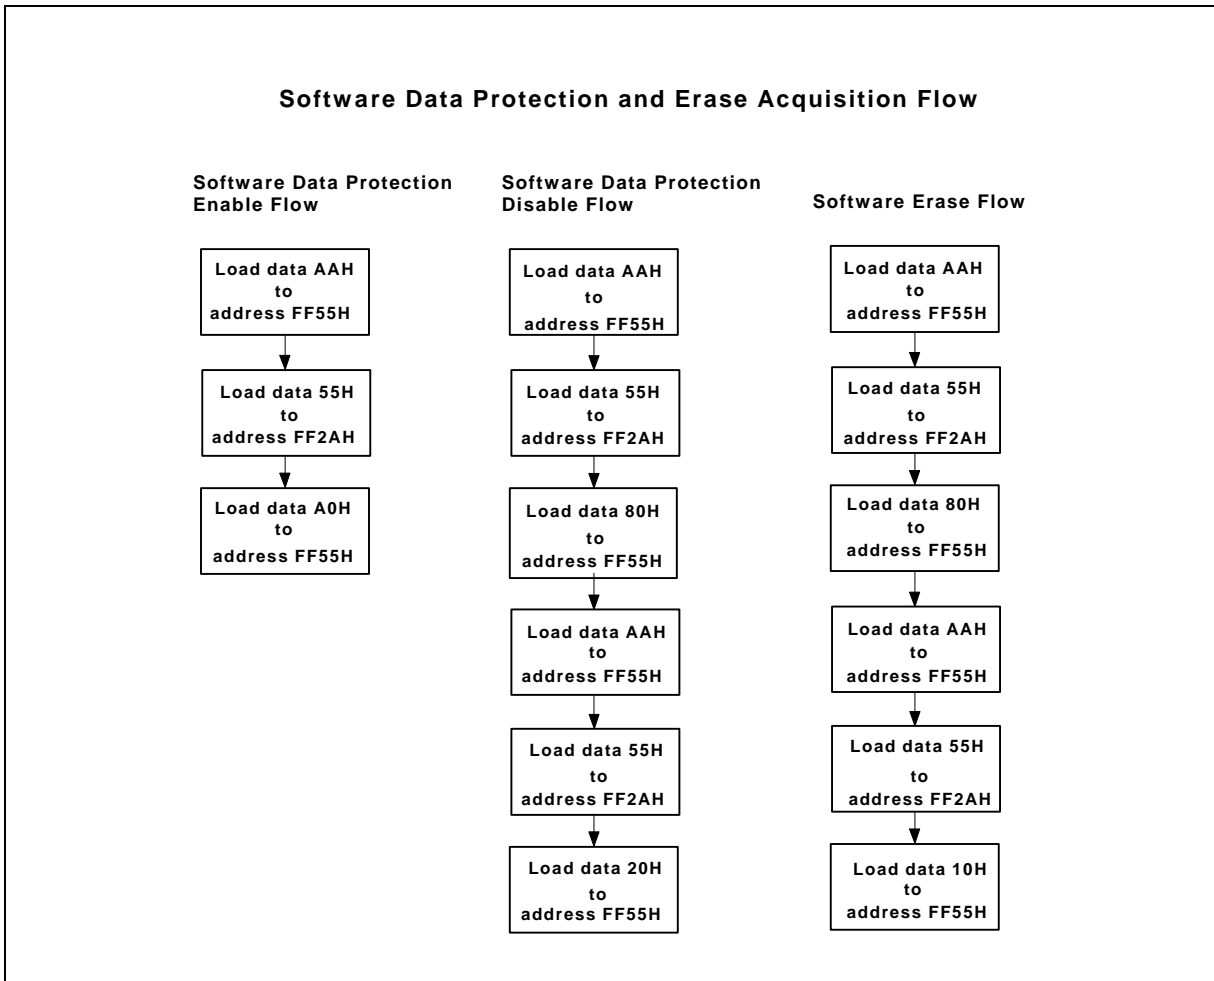 Software Data Protection and Erase Acquisition Flow
Software Data Protection
Enable Flow
Load data AAH
to
address FF55H
Load data 55H
to
address FF2AH
Load data A0H
to
address FF55H
Software Data Protection
Disable Flow
Load data AAH
to
address FF55H
Load data 55H
to
address FF2AH
Load data 80H
to
address FF55H
Load data AAH
to
address FF55H
Load data 55H
to
address FF2AH
Load data 20H
to
address FF55H
Software Erase Flow
Load data AAH
to
address FF55H
Load data 55H
to
address FF2AH
Load data 80H
to
address FF55H
Load data AAH
to
address FF55H
Load data 55H
to
address FF2AH
Load data 10H
to
address FF55H